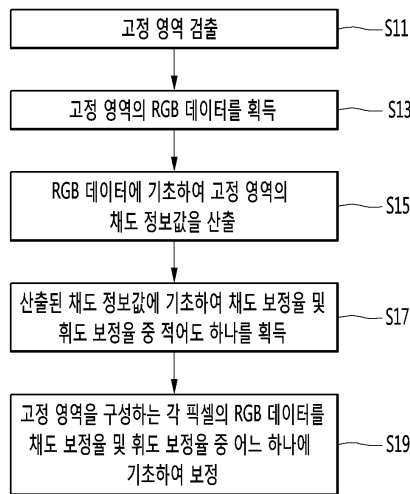 고정 영역 검출
S11
고정 영역의 RGB 데이터를 획득
S13
RGB 데이터에 기초하여 고정 영역의
채도 정보값을 산출
S15
산출된 채도 정보값에 기초하여 채도 보정율 및
휘도 보정율 중 적어도 하나를 획득
S17
고정 영역을 구성하는 각 픽셀의 RGB 데이터를
채도 보정율 및 휘도 보정율 중 어느 하나에
기초하여 보정
S19